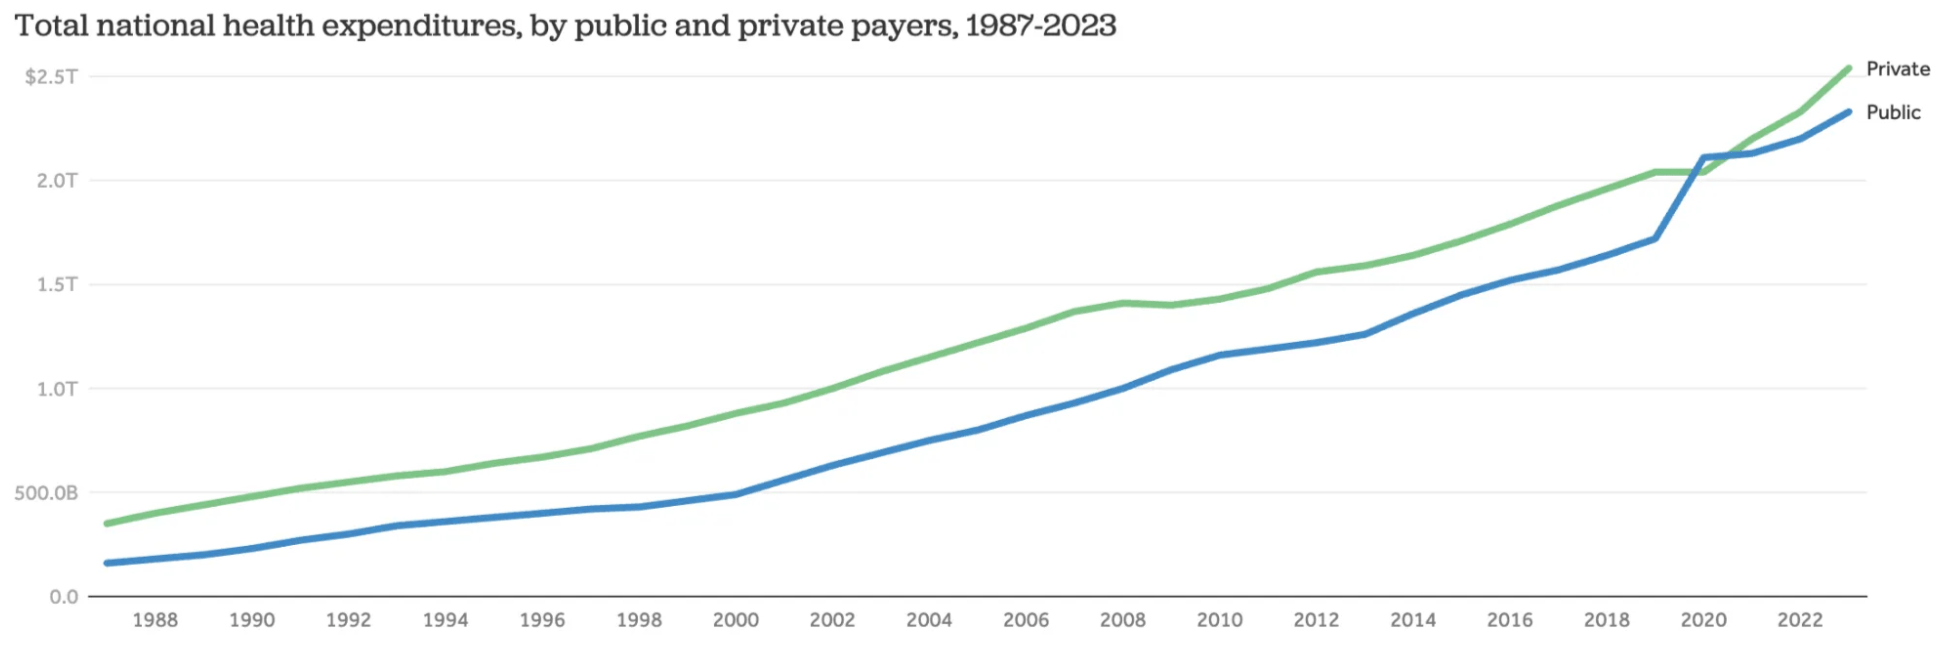 Total national health expenditures, by public and private payers, 1987-2023
$2.5T
Private
Public
2.0T
1.5T
1.0T
500.0B
0.0
1988 1990 1992 1994 1996 1998 2000 2002 2004 2006 2008 2010 2012 2014 2016 2018 2020 2022